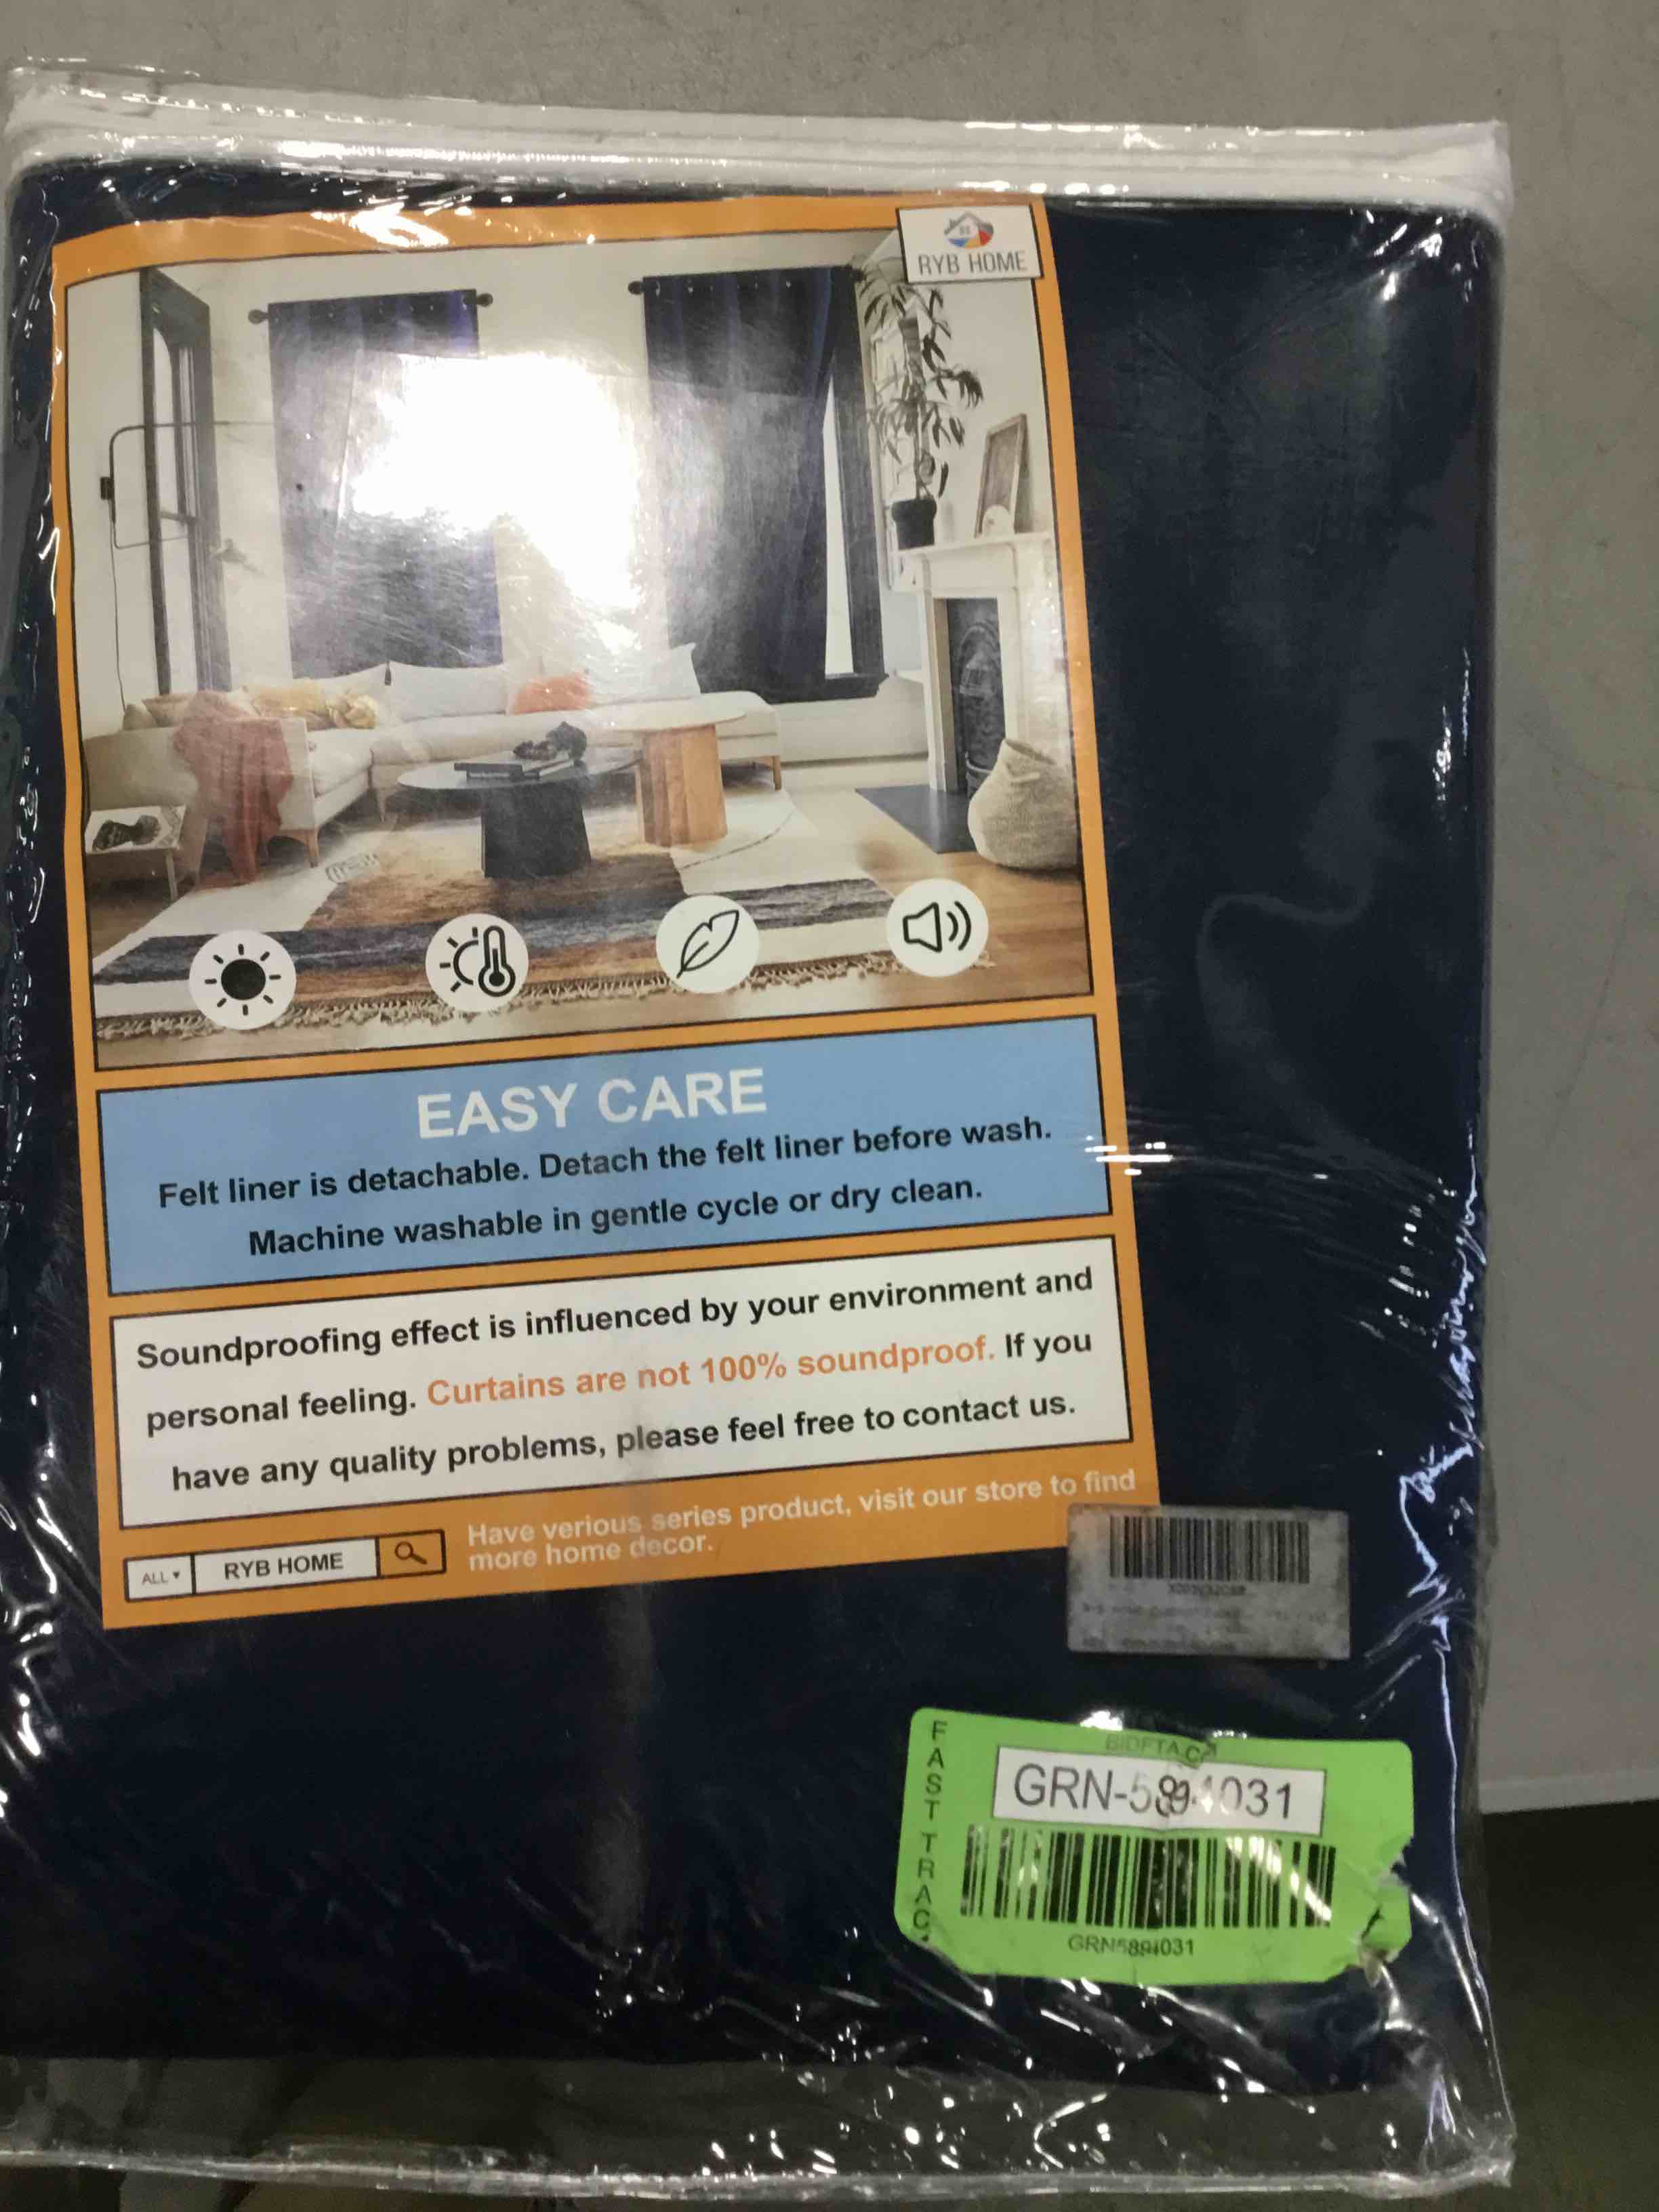 RYB HOME
EASY CARE
Felt liner is detachable. Detach the felt liner before wash.
Machine washable in gentle cycle or dry clean.
Soundproofing effect is influenced by your environment and
personal feeling. Curtains are not 100% soundproof. If you
have any quality problems, please feel free to contact us.
ALL
RYB HOME
Have verious series product, visit our store to find
more home decor.
FAST TRAC